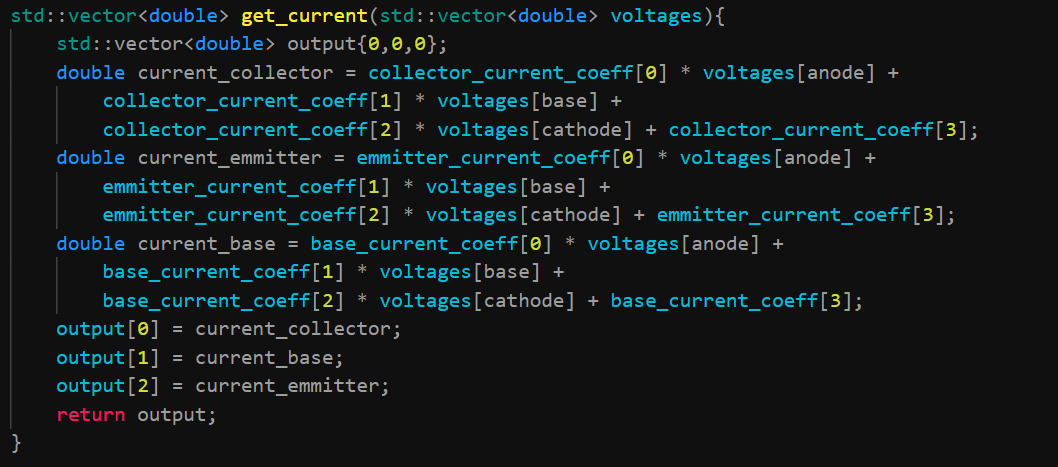 std::vector<double> get_current(std::vector<double> voltages){
    std::vector<double> output{0,0,0};
    double current_collector = collector_current_coeff[0] * voltages[anode] +
        collector_current_coeff[1] * voltages[base] +
        collector_current_coeff[2] * voltages[cathode] + collector_current_coeff[3];
    double current_emmitter = emmitter_current_coeff[0] * voltages[anode] +
        emmitter_current_coeff[1] * voltages[base] +
        emmitter_current_coeff[2] * voltages[cathode] + emmitter_current_coeff[3];
    double current_base = base_current_coeff[0] * voltages[anode] +
        base_current_coeff[1] * voltages[base] +
        base_current_coeff[2] * voltages[cathode] + base_current_coeff[3];
    output[0] = current_collector;
    output[1] = current_base;
    output[2] = current_emmitter;
    return output;
}